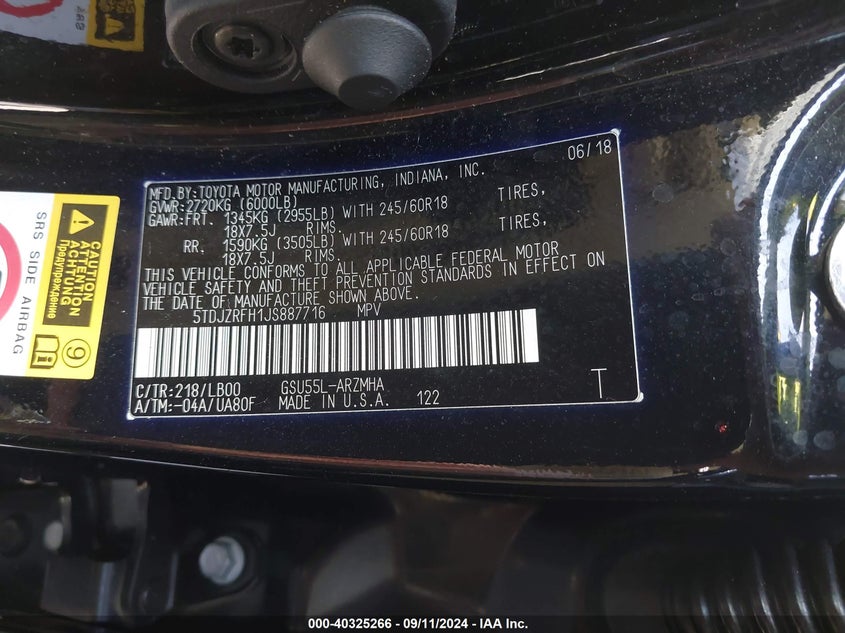 MFD.BY:TOYOTA MOTOR MANUFACTURING, INDIANA, INC. 06/18
GVWR:2720KG (6000LB)
GAWR:FRT. 1345KG (2955LB) WITH 245/60R18 TIRES,
18X7.5J RIMS.
RR. 1590KG (3505LB) WITH 245/60R18 TIRES,
18X7.5J RIMS.
THIS VEHICLE CONFORMS TO ALL APPLICABLE FEDERAL MOTOR
VEHICLE SAFETY AND THEFT PREVENTION STANDARDS IN EFFECT ON
THE DATE OF MANUFACTURE SHOWN ABOVE.
5TDJZRFH1JS887716 MPV
C/TR:218/LB00 GSU55L-ARZMHA
A/TM:-04A/UA80F MADE IN U.S.A. 122
T
SRS SIDE AIRBAG
CAUTION
ATTENTION
ACHTUNG
Предупреждение
9
000-40325266 - 09/11/2024 - IAA Inc.